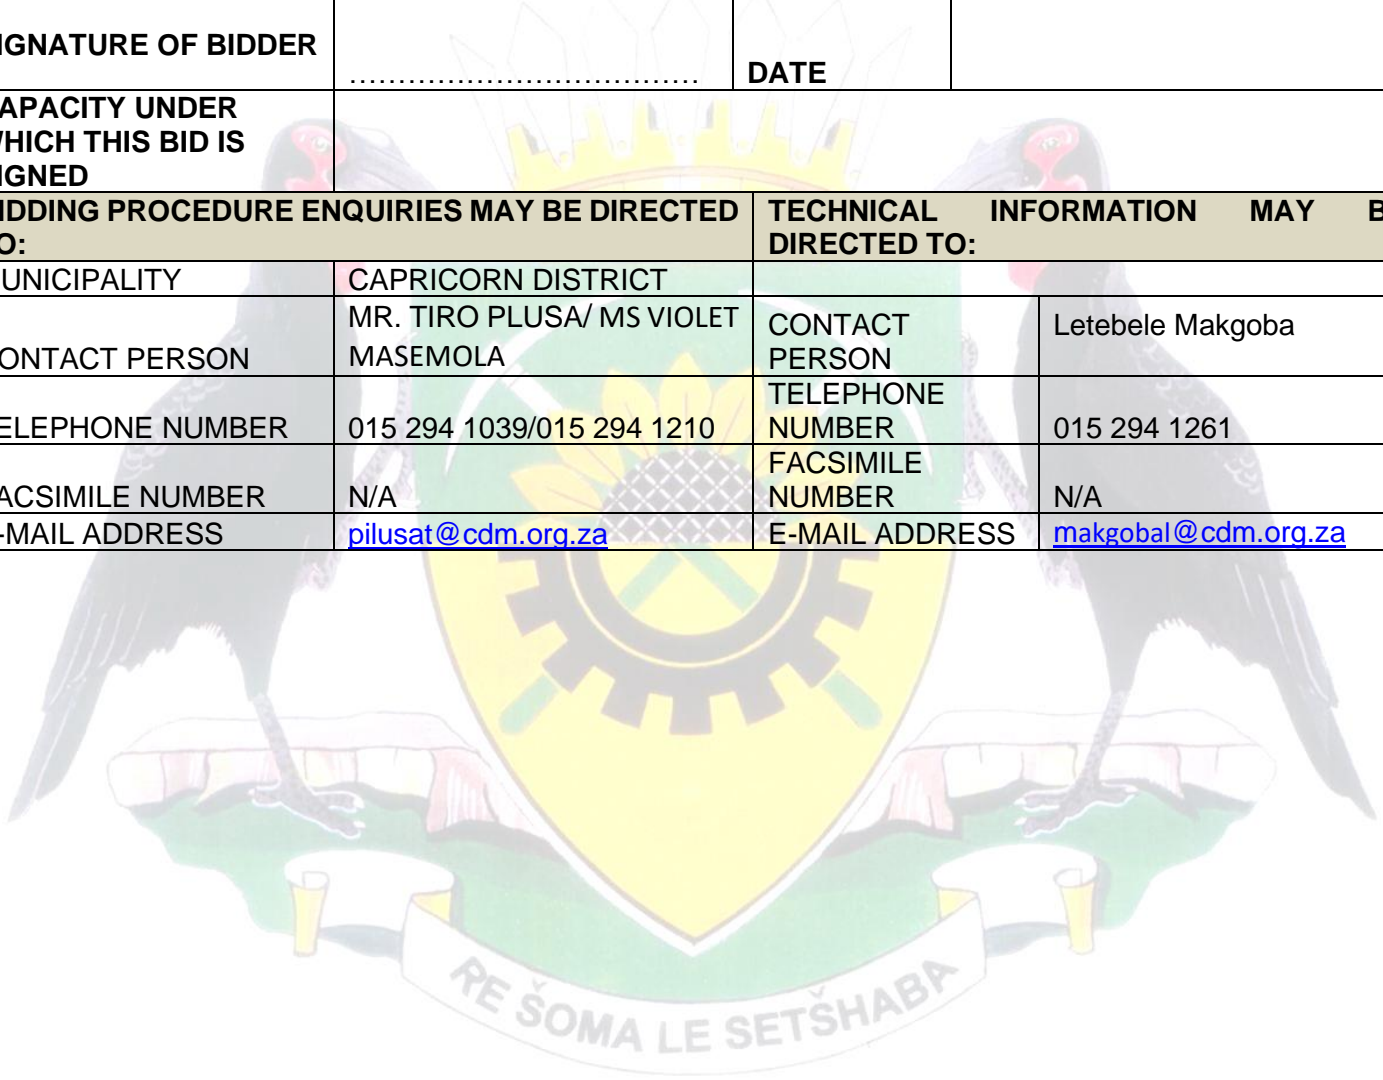 IGNATURE OF BIDDER ……………………………… DATE
APACITY UNDER
WHICH THIS BID IS
IGNED
IDDING PROCEDURE ENQUIRIES MAY BE DIRECTED
O:
TECHNICAL INFORMATION MAY B
DIRECTED TO:
UNICIPALITY CAPRICORN DISTRICT
ONTACT PERSON
MR. TIRO PLUSA/ MS VIOLET
MASEMOLA
CONTACT
PERSON
Letebele Makgoba
ELEPHONE NUMBER 015 294 1039/015 294 1210
TELEPHONE
NUMBER
015 294 1261
ACSIMILE NUMBER N/A
FACSIMILE
NUMBER
N/A
-MAIL ADDRESS pilusat@cdm.org.za E-MAIL ADDRESS makgobal@cdm.org.za
RE ŠOMA LE SETŠHABA